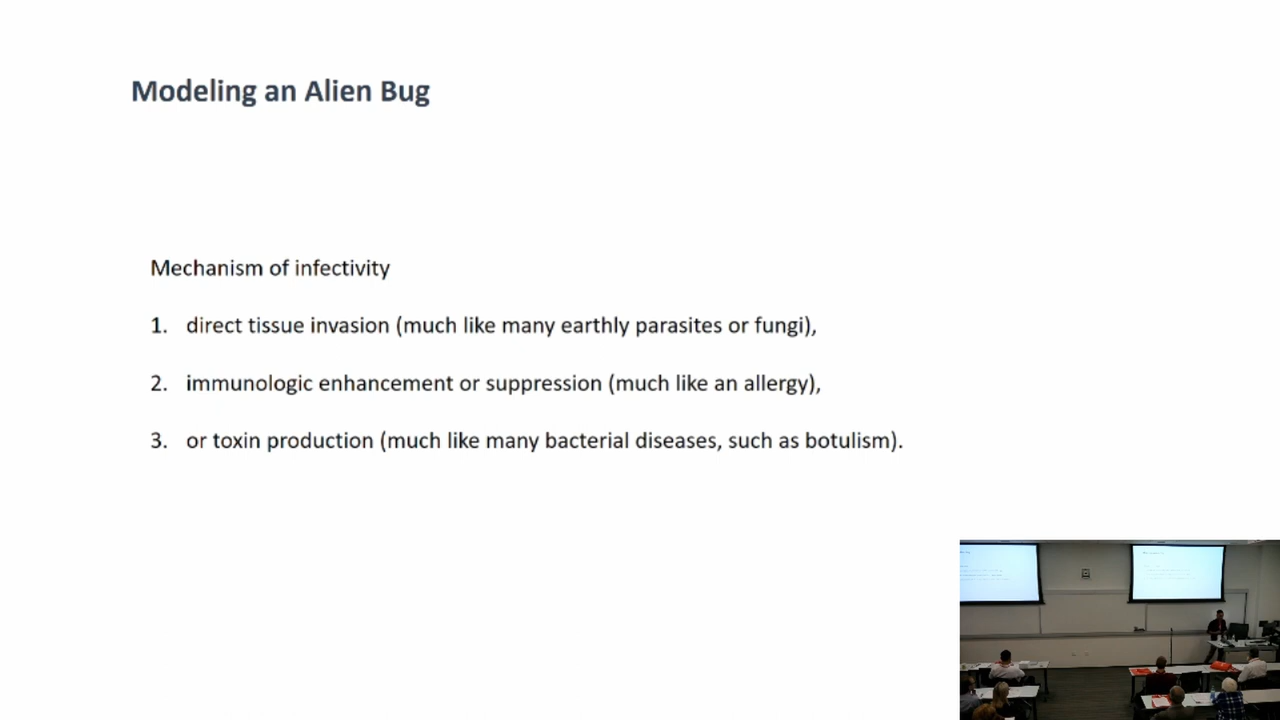 Modeling an Alien Bug
Mechanism of infectivity
1. direct tissue invasion (much like many earthly parasites or fungi),
2. immunologic enhancement or suppression (much like an allergy),
3. or toxin production (much like many bacterial diseases, such as botulism).